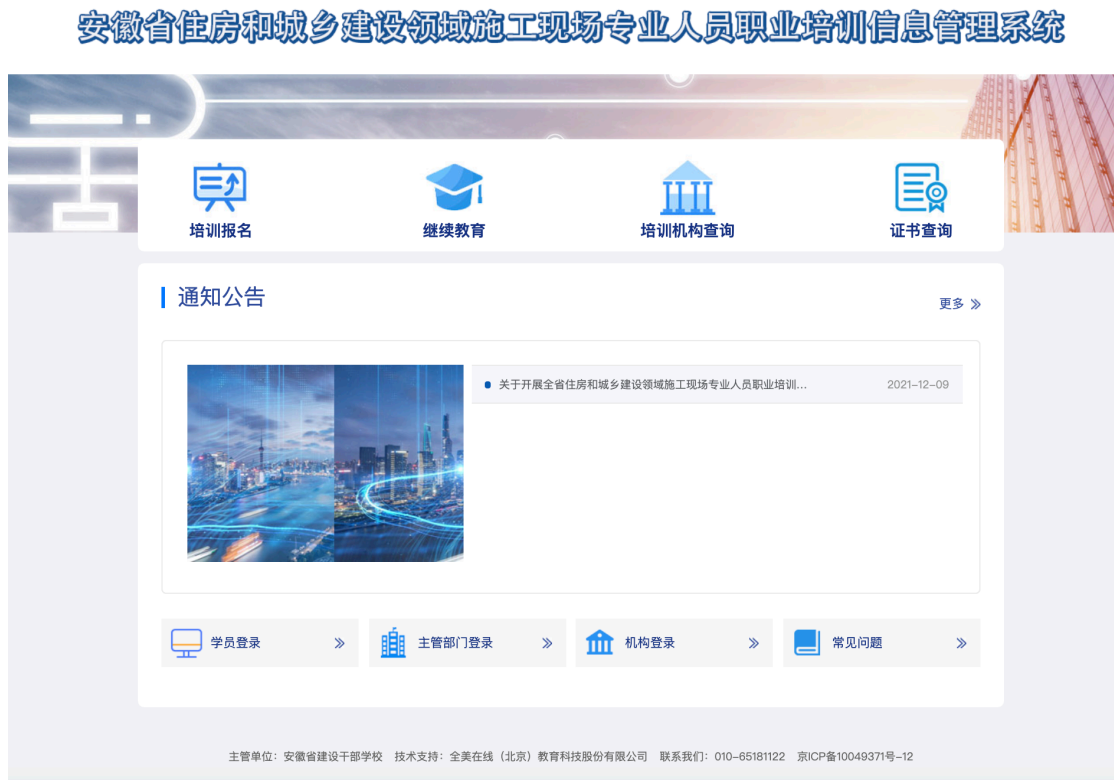 安徽省住房和城乡建设领域施工现场专业人员职业培训信息管理系统
培训报名 继续教育 培训机构查询 证书查询
通知公告
更多
关于开展全省住房和城乡建设领域施工现场专业人员职业培训... 2021-12-09
学员登录 主管部门登录 机构登录 常见问题
主管单位：安徽省建设干部学校 技术支持：全美在线（北京）教育科技股份有限公司 联系我们：010-65181122 京ICP备10049371号-12